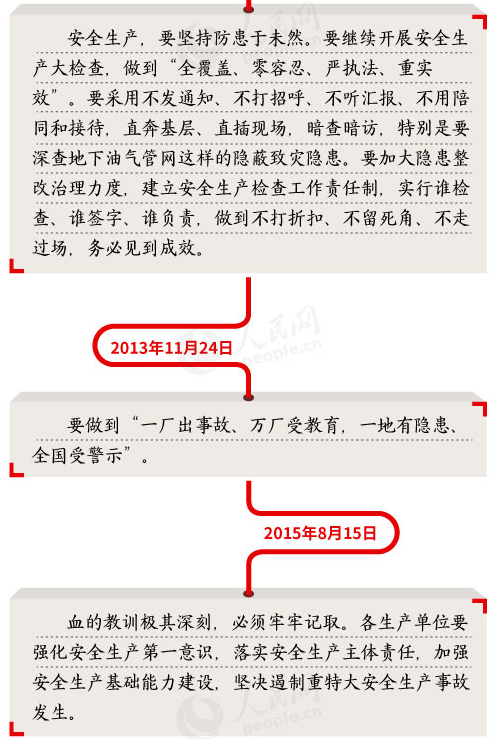 安全生产，要坚持防患于未然。要继续开展安全生
产大检查，做到“全覆盖、零容忍、严执法、重实
效”。要采用不发通知、不打招呼、不听汇报、不用陪
同和接待，直奔基层、直插现场，暗查暗访，特别是要
深查地下油气管网这样的隐蔽致灾隐患。要加大隐患整
改治理力度，建立安全生产检查工作责任制，实行谁检
查、谁签字、谁负责，做到不打折扣、不留死角、不走
过场，务必见到成效。
人民网
people.cn
2013年11月24日
要做到“一厂出事故、万厂受教育，一地有隐患、
全国受警示”。
2015年8月15日
血的教训极其深刻，必须牢牢记取。各生产单位要
强化安全生产第一意识，落实安全生产主体责任，加强
安全生产基础能力建设，坚决遏制重特大安全生产事故
发生。
人民网
people.cn